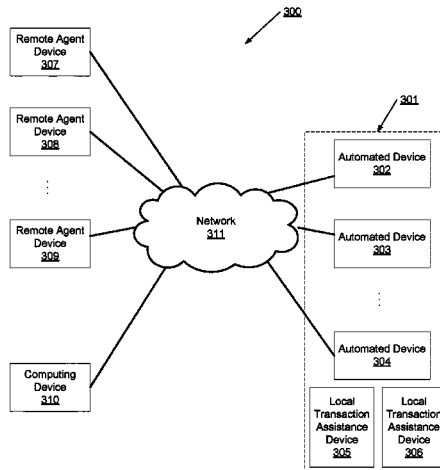 300
Remote Agent
Device
307
Remote Agent
Device
308
Remote Agent
Device
309
Computing
Device
310
Network
311
301
Automated Device
302
Automated Device
303
Automated Device
304
Local
Transaction
Assistance
Device
305
Local
Transaction
Assistance
Device
306